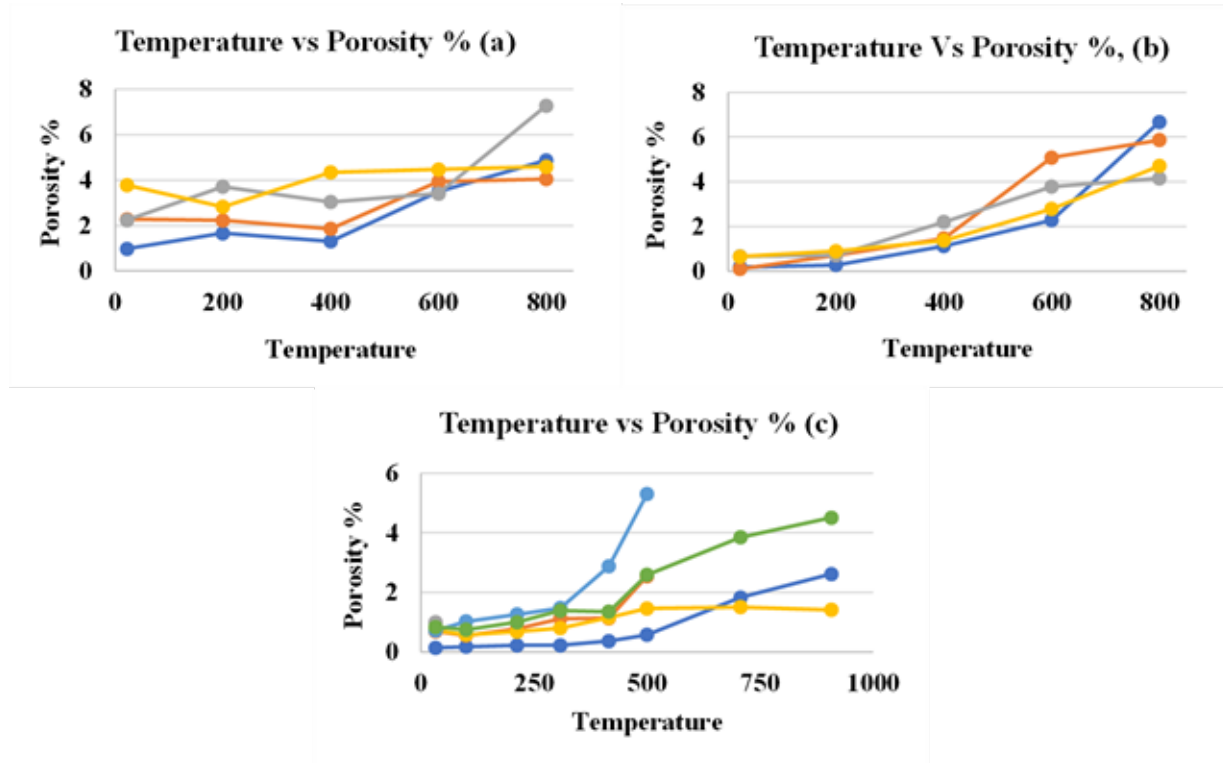 Temperature vs Porosity % (a)
8
6
4
2
0
Porosity %
0 200 400 600 800
Temperature
Temperature Vs Porosity %, (b)
8
6
4
2
0
Porosity %
0 200 400 600 800
Temperature
Temperature vs Porosity % (c)
6
4
2
0
Porosity %
0 250 500 750 1000
Temperature